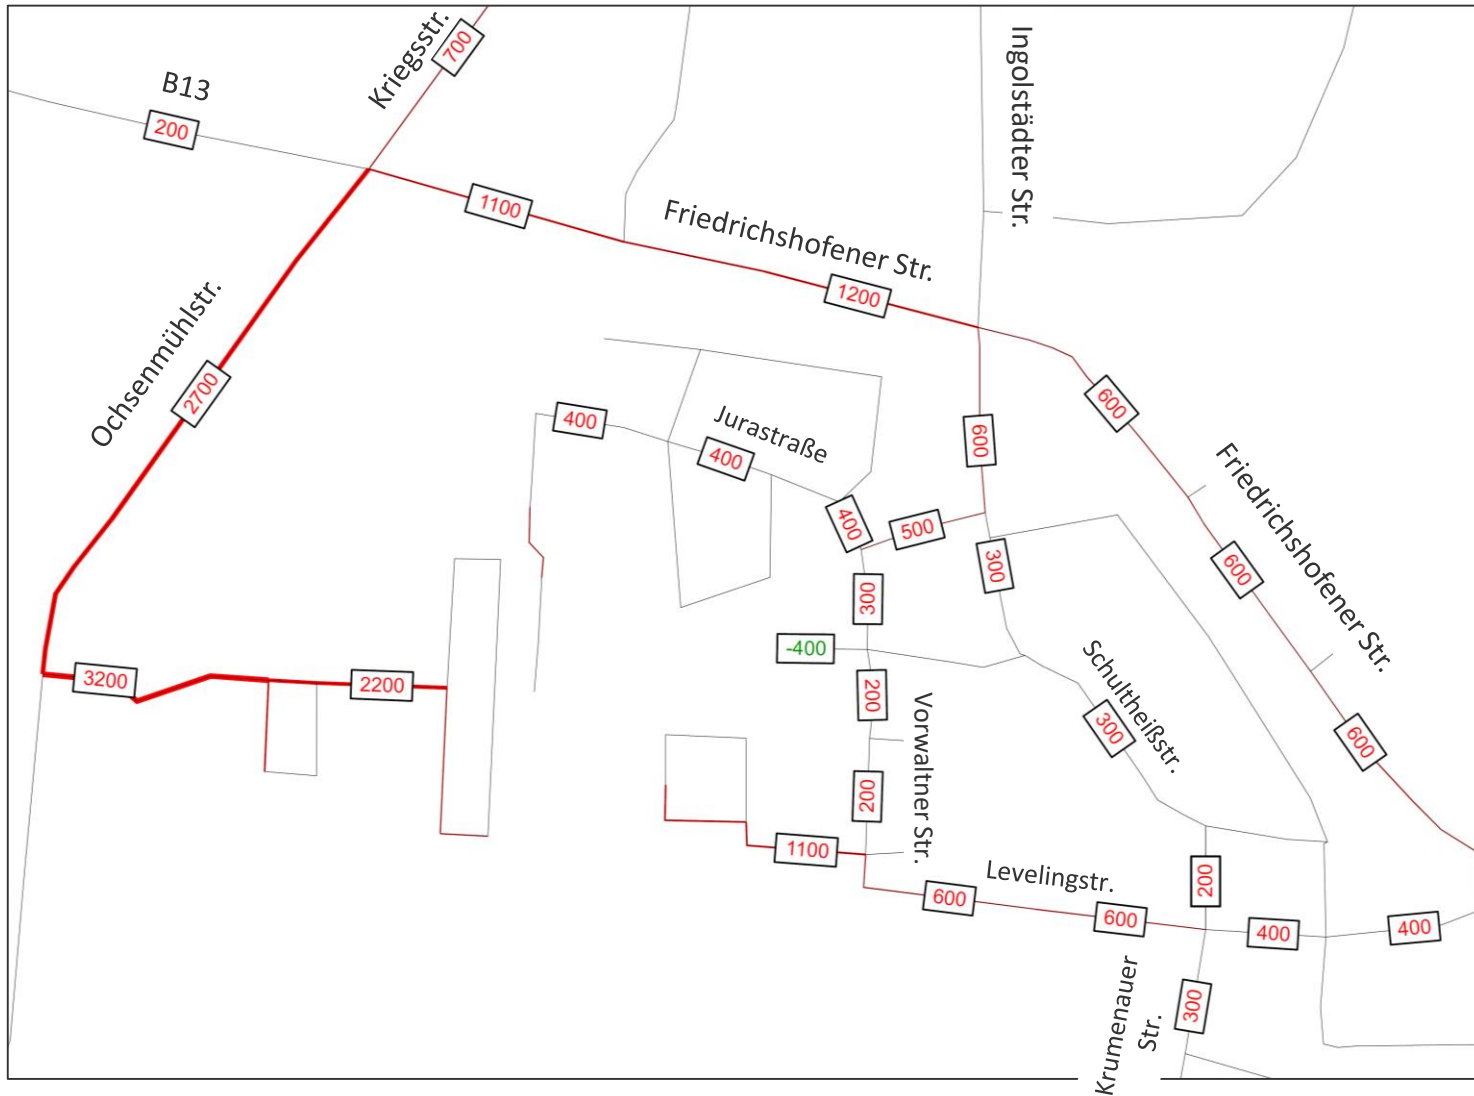 Kriegsstr.
700
Ingolstädter Str.
B13
200
1100
Friedrichshofener Str.
1200
Ochsenmühlstr.
2700
600
400
Jurastraße
400
600
Friedrichshofener Str.
400
500
300
600
300
-400
Schultheißstr.
3200
2200
200
Vorwaltner Str.
300
600
200
1100
Levelingstr.
200
600
600
400
400
Krumenauer
Str.
300